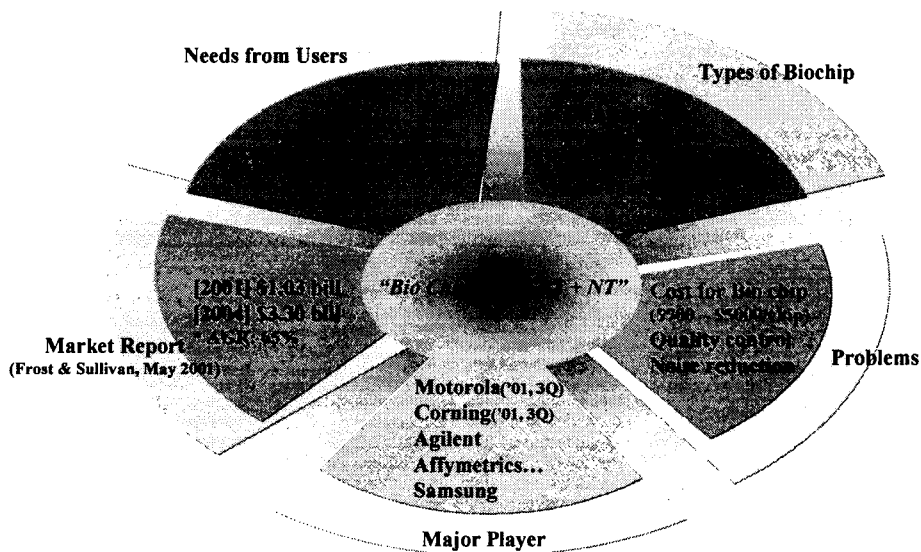 Needs from Users
Types of Biochip
[2001] $1.02 bill
[2004] $3.30 bill
Market Report
(Frost & Sullivan, May 2001)
"Bio + NT"
Cost for Bio chip
Quality control
Noise reduction
Problems
Motorola('01, 3Q)
Corning('01, 3Q)
Agilent
Affymetrics...
Samsung
Major Player